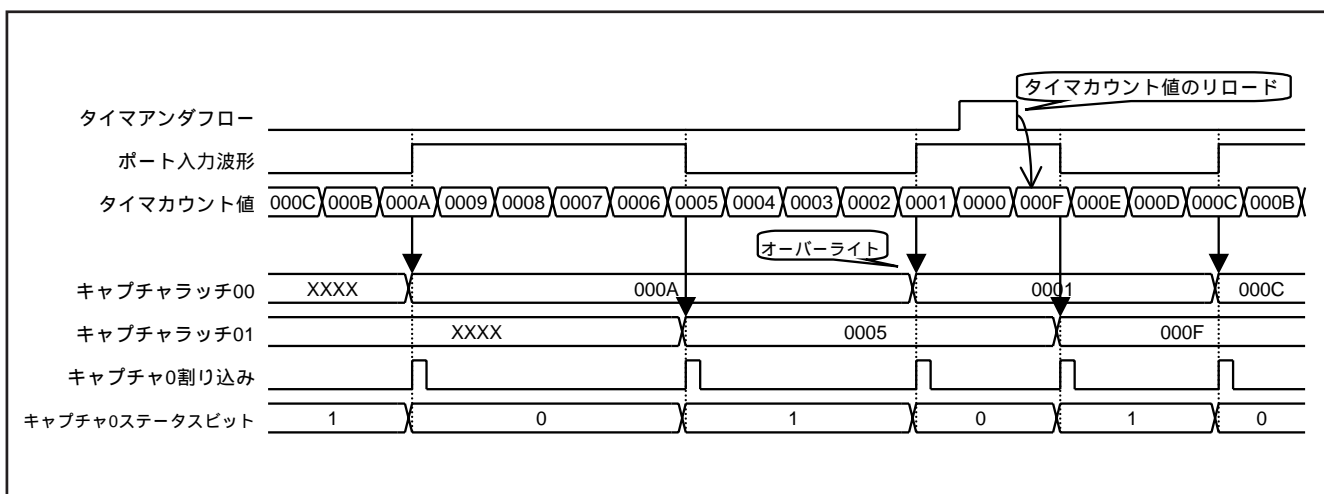 タイマカウント値のリロード
タイマアンダフロー
ポート入力波形
タイマカウント値 000C 000B 000A 0009 0008 0007 0006 0005 0004 0003 0002 0001 0000 000F 000E 000D 000C 000B
オーバーライト
キャプチャラッチ00 XXXX 000A 0001 000C
キャプチャラッチ01 XXXX 0005 000F
キャプチャ0割り込み
キャプチャ0ステータスビット 1 0 1 0 1 0